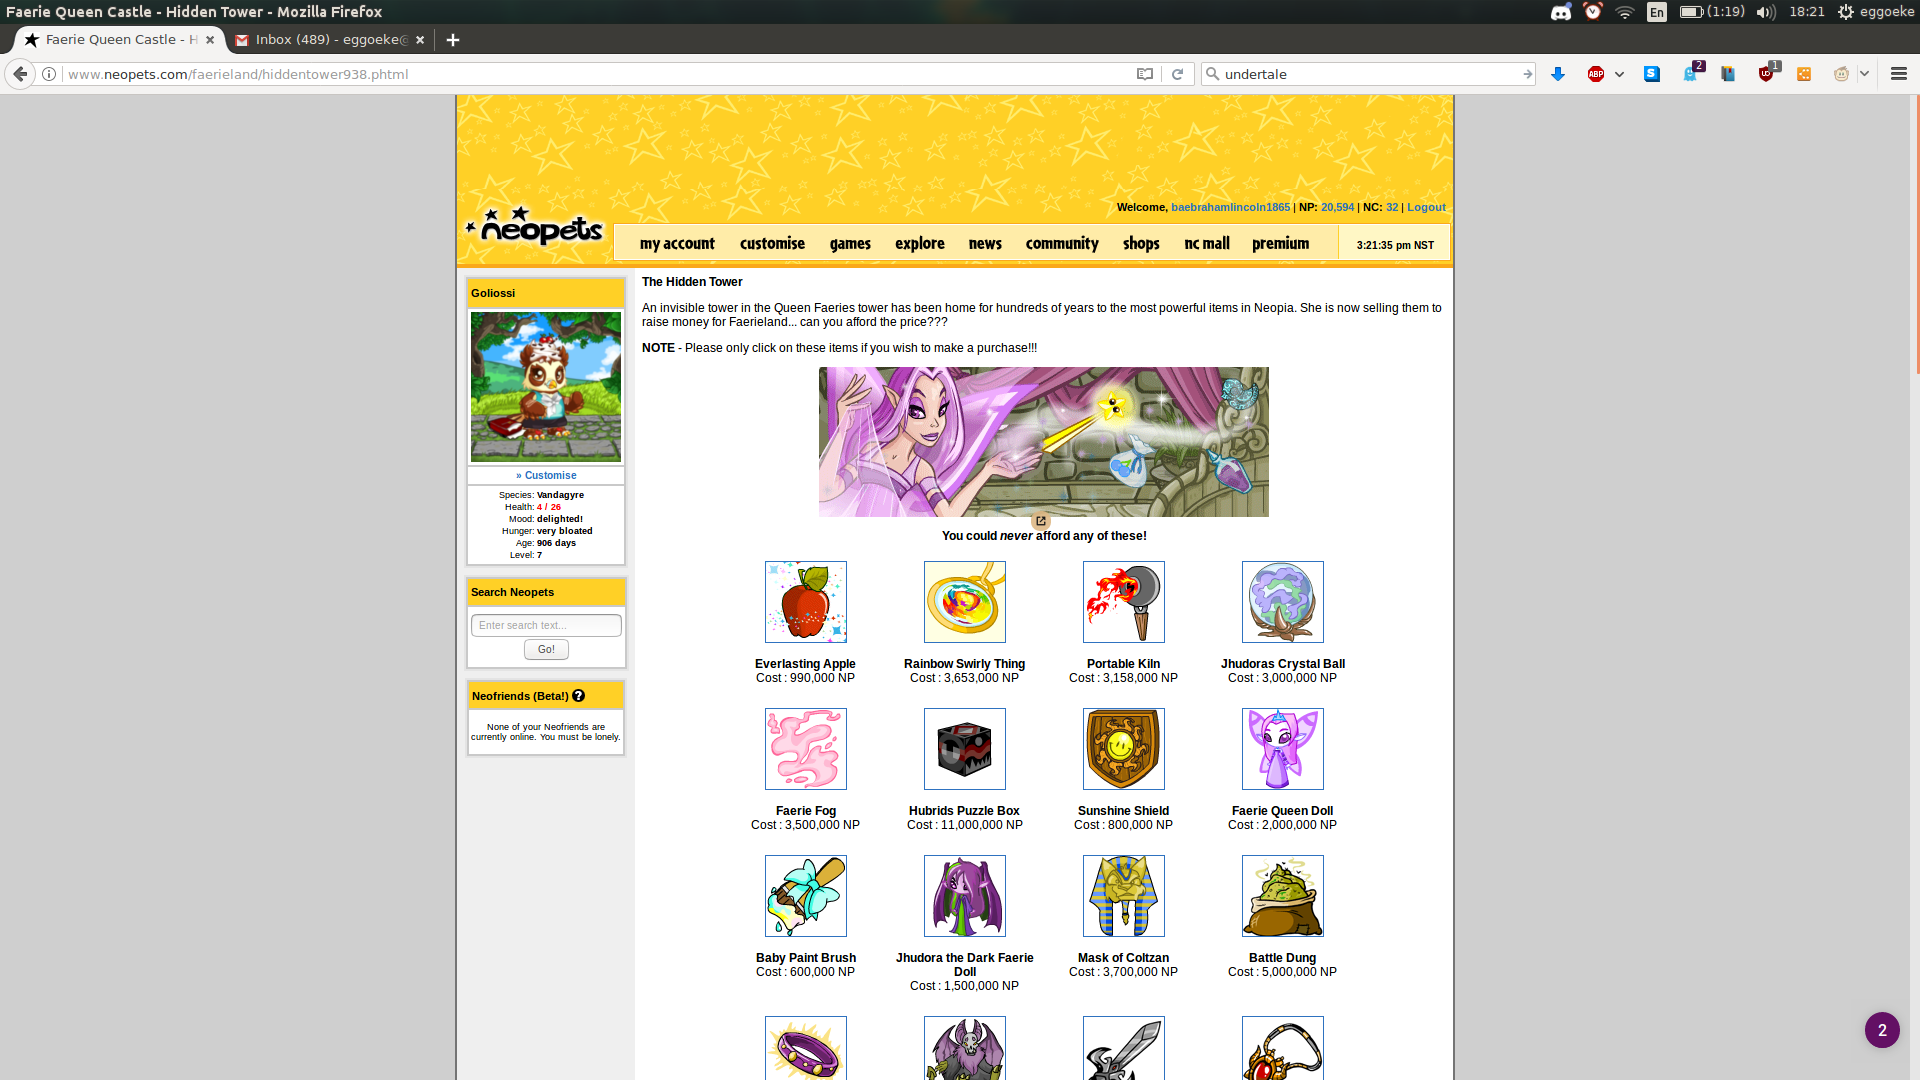 Faerie Queen Castle - Hidden Tower - Mozilla Firefox
En (1:19) 18:21 eggoeke
Faerie Queen Castle - H
Inbox (489) - eggoeke@
www.neopets.com/faerieland/hiddentower938.phtml
undertale
ABP
S
2
1
Welcome, baebrahamlincoln1865 | NP: 20,594 | NC: 32 | Logout
neopets
my account customise games explore news community shops nc mall premium
3:21:35 pm NST
Goliossi
» Customise
Species: Vandagyre
Health: 4 / 26
Mood: delighted!
Hunger: very bloated
Age: 906 days
Level: 7
Search Neopets
Enter search text...
Go!
Neofriends (Beta!) ?
None of your Neofriends are
currently online. You must be lonely.
The Hidden Tower
An invisible tower in the Queen Faeries tower has been home for hundreds of years to the most powerful items in Neopia. She is now selling them to
raise money for Faerieland... can you afford the price???
NOTE - Please only click on these items if you wish to make a purchase!!!
You could never afford any of these!
Everlasting Apple
Cost : 990,000 NP
Rainbow Swirly Thing
Cost : 3,653,000 NP
Portable Kiln
Cost : 3,158,000 NP
Jhudoras Crystal Ball
Cost : 3,000,000 NP
Faerie Fog
Cost : 3,500,000 NP
Hubrids Puzzle Box
Cost : 11,000,000 NP
Sunshine Shield
Cost : 800,000 NP
Faerie Queen Doll
Cost : 2,000,000 NP
Baby Paint Brush
Cost : 600,000 NP
Jhudora the Dark Faerie
Doll
Cost : 1,500,000 NP
Mask of Coltzan
Cost : 3,700,000 NP
Battle Dung
Cost : 5,000,000 NP
2